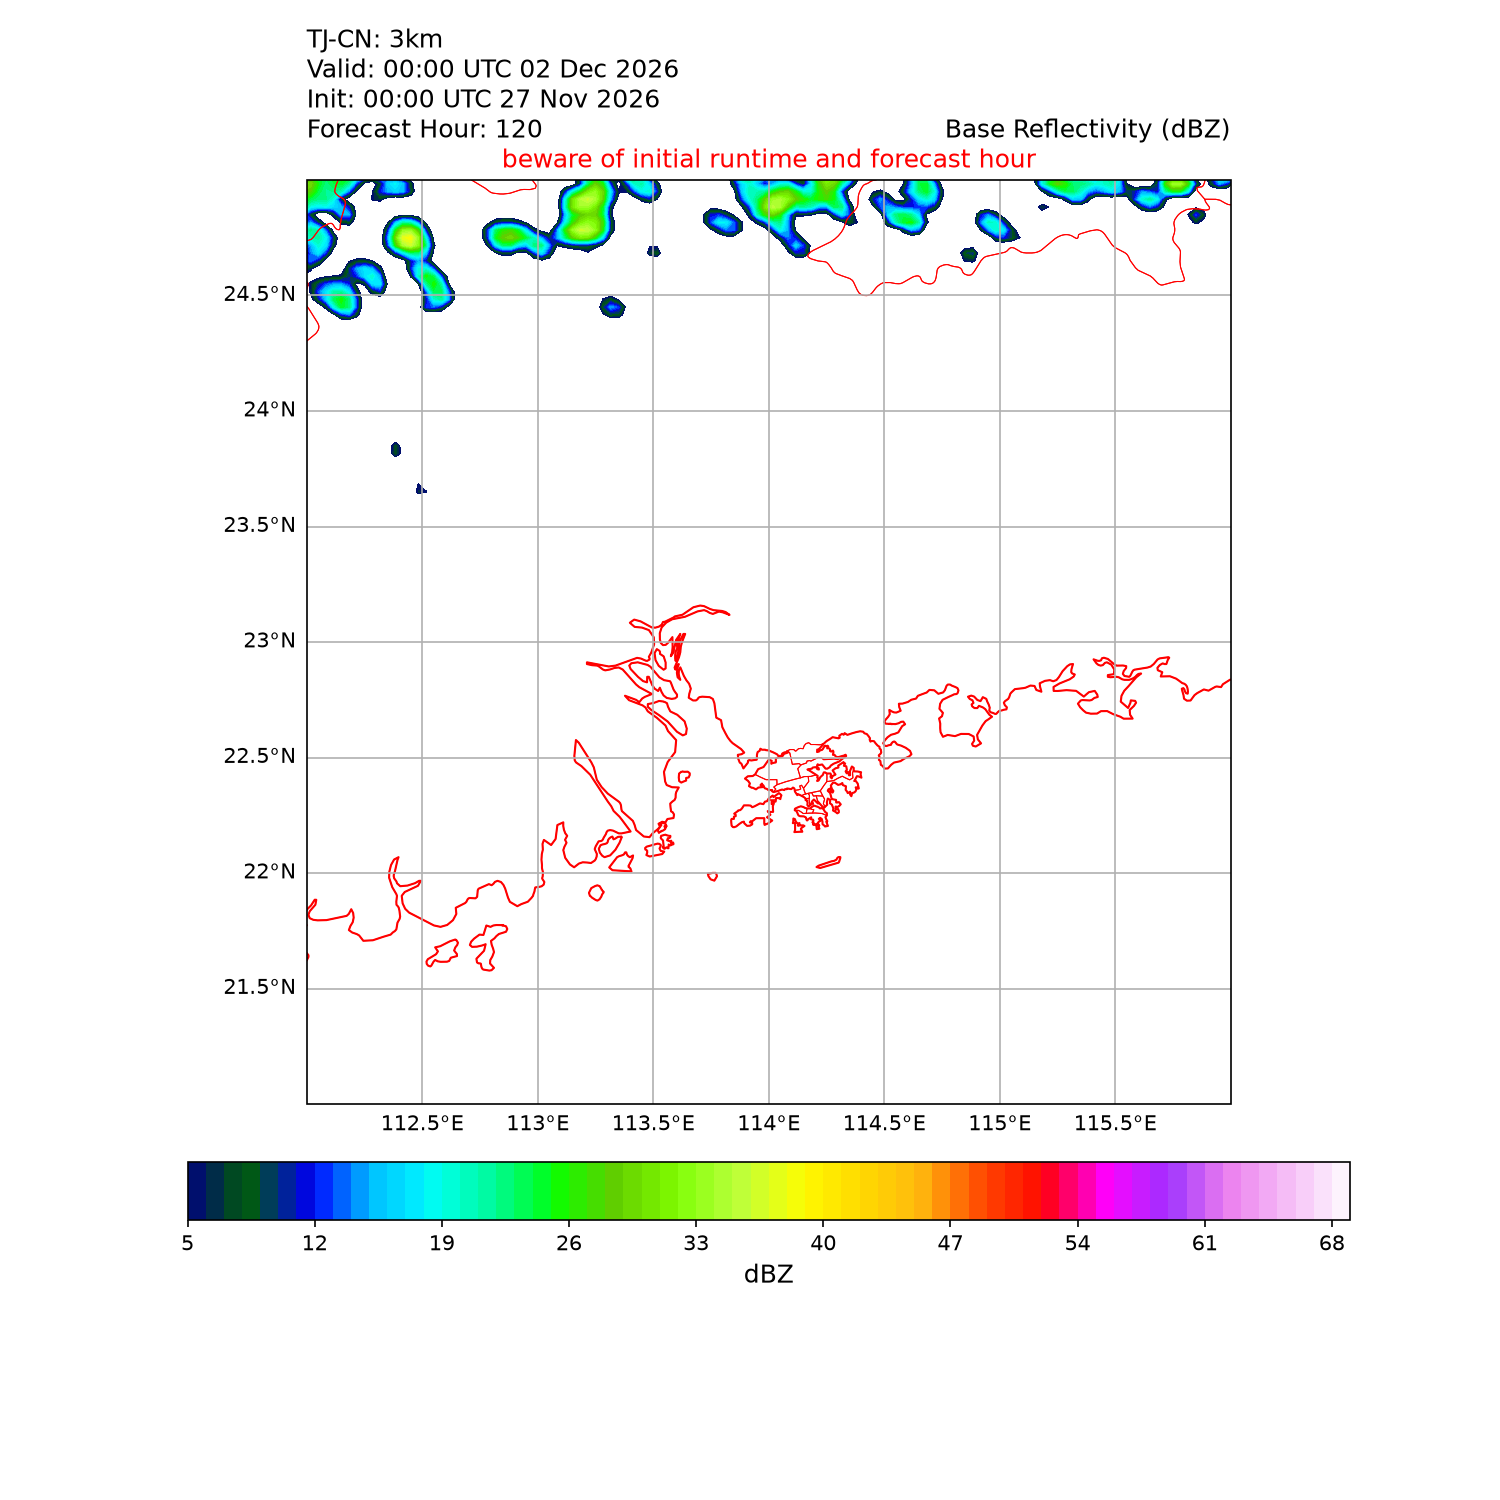 TJ-CN: 3km
Valid: 00:00 UTC 02 Dec 2026
Init: 00:00 UTC 27 Nov 2026
Forecast Hour: 120
Base Reflectivity (dBZ)
beware of initial runtime and forecast hour
24.5°N
24°N
23.5°N
23°N
22.5°N
22°N
21.5°N
112.5°E 113°E 113.5°E 114°E 114.5°E 115°E 115.5°E
5 12 19 26 33 40 47 54 61 68
dBZ